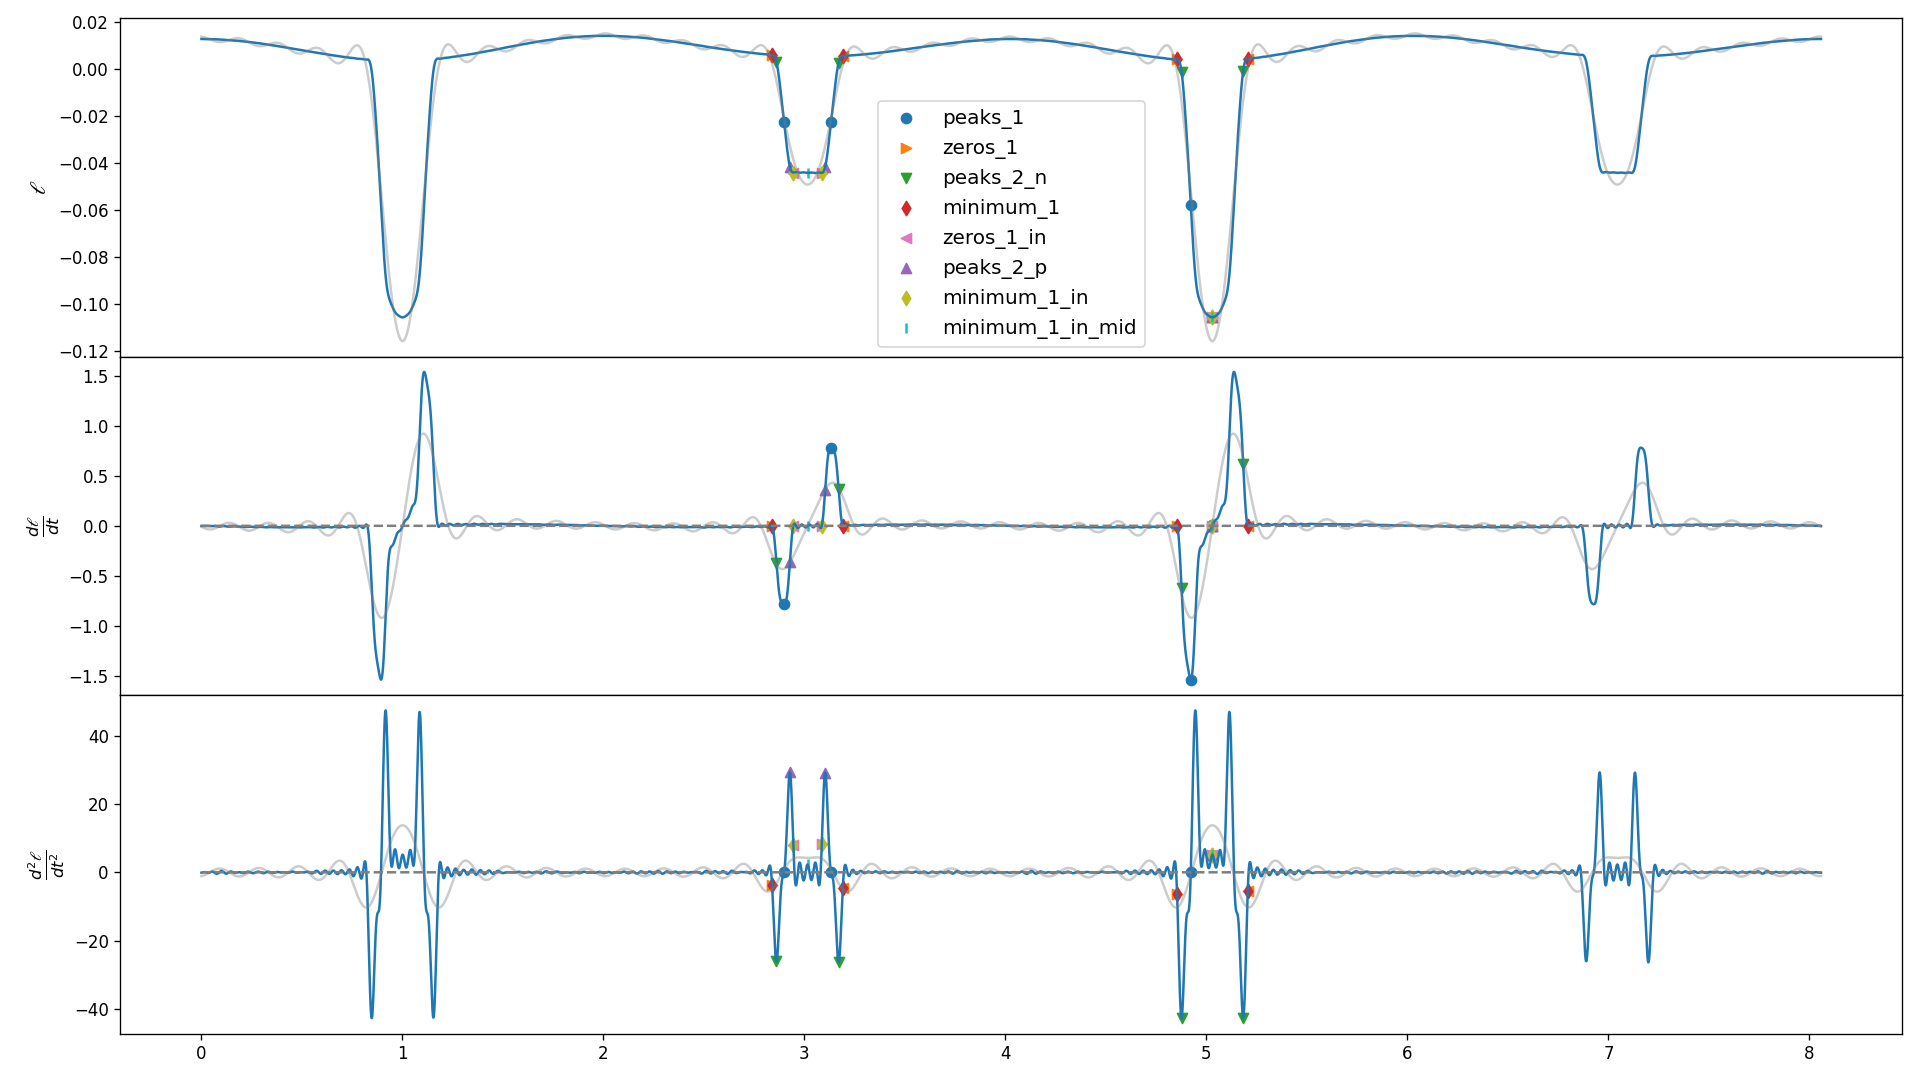 0.02
0.00
−0.02
−0.04
−0.06
−0.08
−0.10
−0.12
ℓ
peaks_1
zeros_1
peaks_2_n
minimum_1
zeros_1_in
peaks_2_p
minimum_1_in
minimum_1_in_mid
1.5
1.0
0.5
0.0
−0.5
−1.0
−1.5
dℓ
dt
40
20
0
−20
−40
d²ℓ
dt²
0 1 2 3 4 5 6 7 8